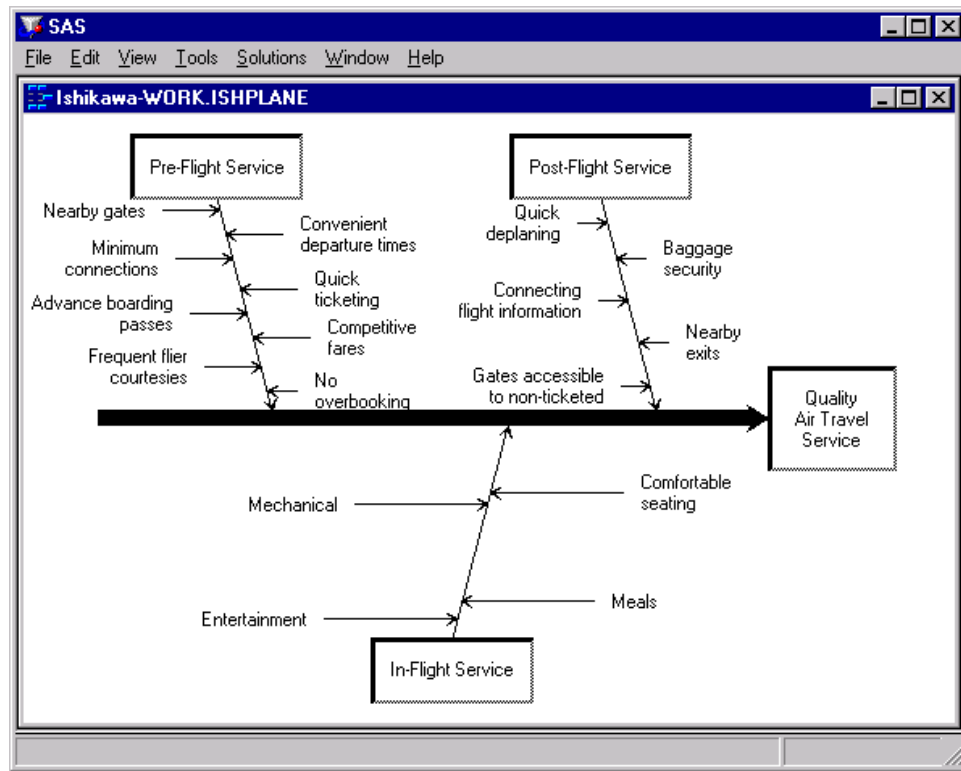 SAS
File Edit View Tools Solutions Window Help
Ishikawa-WORK.ISHPLANE
Pre-Flight Service
Post-Flight Service
Nearby gates
Convenient
departure times
Minimum
connections
Quick
ticketing
Advance boarding
passes
Competitive
fares
Frequent flier
courtesies
No
overbooking
Quick
deplaning
Baggage
security
Connecting
flight information
Nearby
exits
Gates accessible
to non-ticketed
Quality
Air Travel
Service
Mechanical
Comfortable
seating
Entertainment
Meals
In-Flight Service